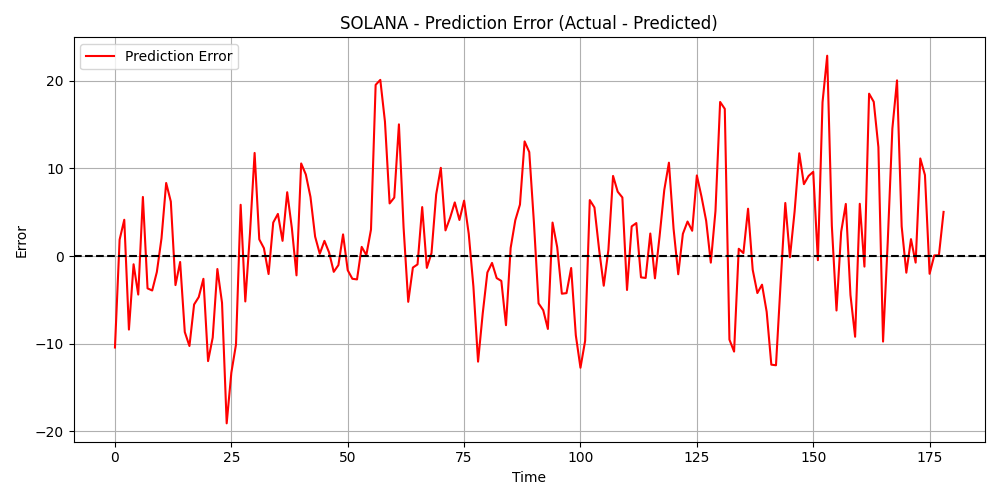 SOLANA - Prediction Error (Actual - Predicted)
Prediction Error
Error
20
10
0
−10
−20
0 25 50 75 100 125 150 175
Time